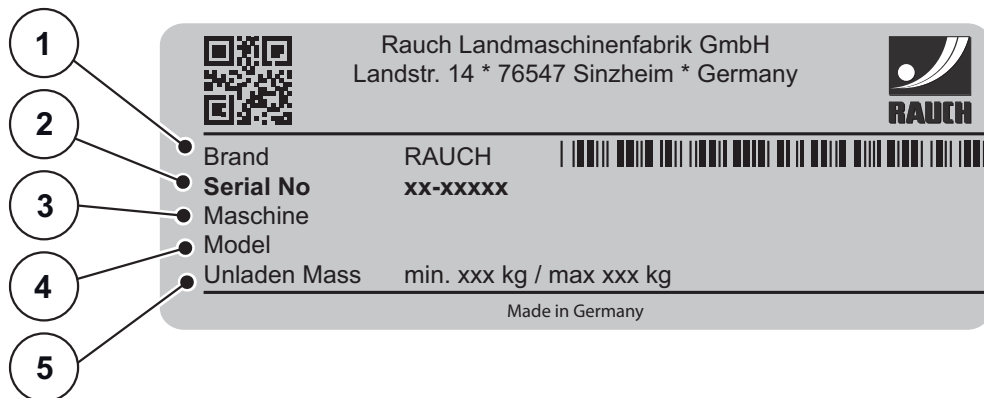 1
2
3
4
5
Rauch Landmaschinenfabrik GmbH
Landstr. 14 * 76547 Sinzheim * Germany
RAUCH
Brand RAUCH
Serial No xx-xxxxx
Maschine
Model
Unladen Mass min. xxx kg / max xxx kg
Made in Germany